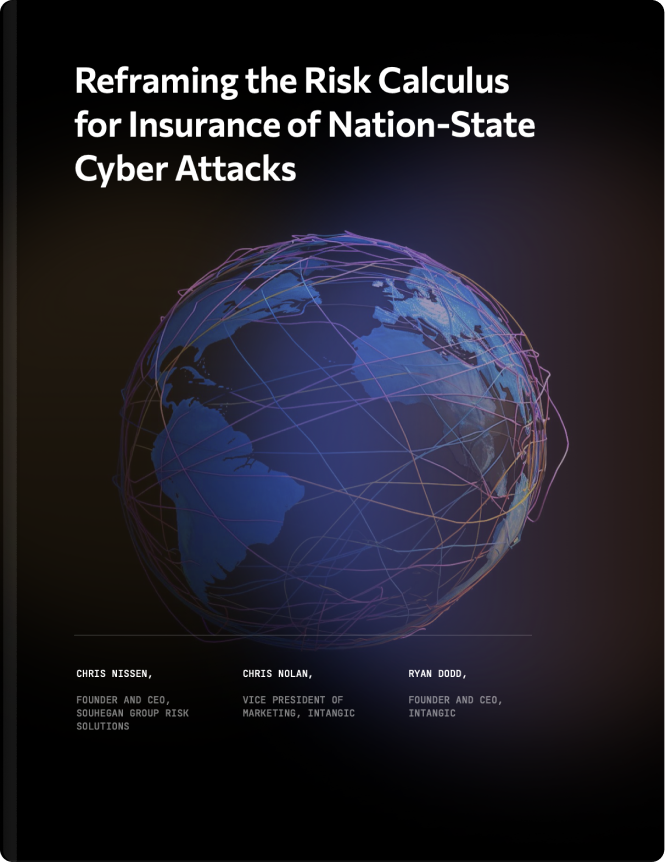 Reframing the Risk Calculus
for Insurance of Nation-State
Cyber Attacks
CHRIS NISSEN,
FOUNDER AND CEO,
SOUHEGAN GROUP RISK
SOLUTIONS
CHRIS NOLAN,
VICE PRESIDENT OF
MARKETING, INTANGIC
RYAN DODD,
FOUNDER AND CEO,
INTANGIC